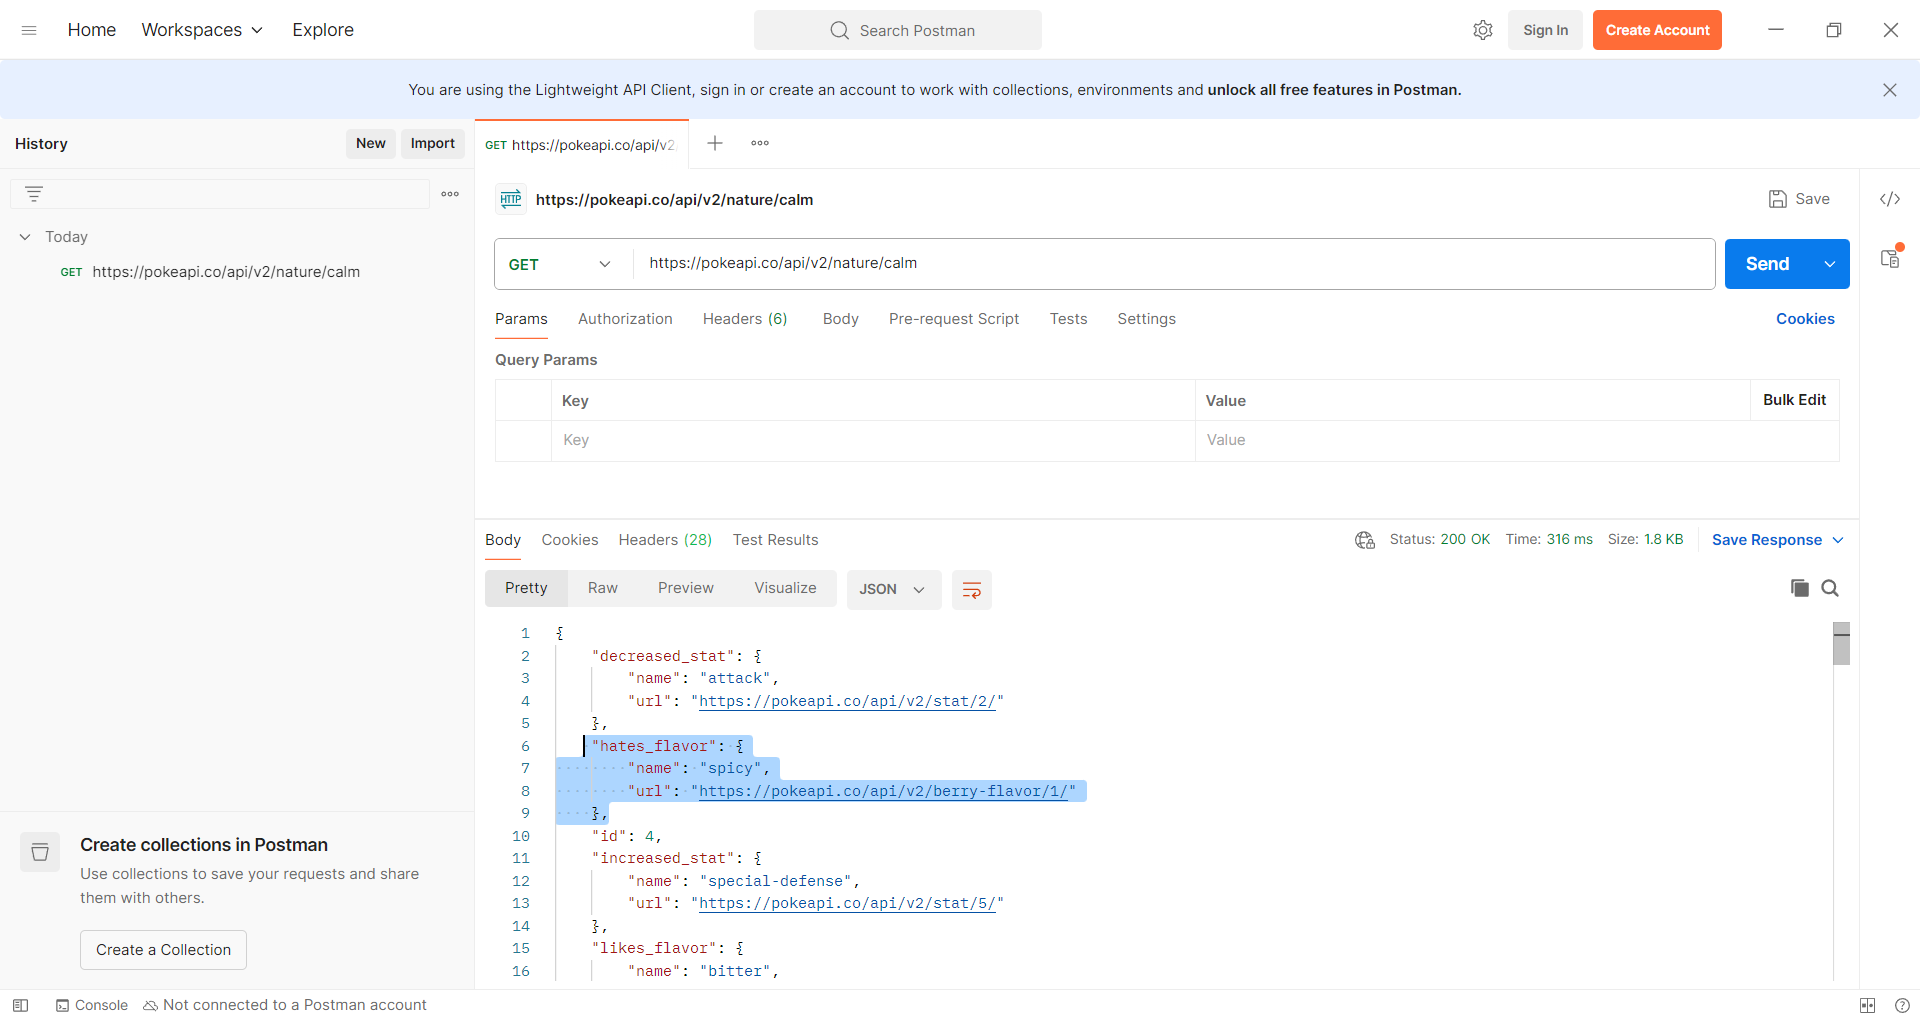 Home Workspaces Explore Search Postman Sign In Create Account
You are using the Lightweight API Client, sign in or create an account to work with collections, environments and unlock all free features in Postman.
History New Import
Today
GET https://pokeapi.co/api/v2/nature/calm
Create collections in Postman
Use collections to save your requests and share
them with others.
Create a Collection
GET https://pokeapi.co/api/v2
HTTP https://pokeapi.co/api/v2/nature/calm Save
GET https://pokeapi.co/api/v2/nature/calm Send
Params Authorization Headers (6) Body Pre-request Script Tests Settings Cookies
Query Params
Key Value Bulk Edit
Key Value
Body Cookies Headers (28) Test Results Status: 200 OK Time: 316 ms Size: 1.8 KB Save Response
Pretty Raw Preview Visualize JSON
1 {
2 "decreased_stat": {
3 "name": "attack",
4 "url": "https://pokeapi.co/api/v2/stat/2/"
5 },
6 "hates_flavor": {
7 "name": "spicy",
8 "url": "https://pokeapi.co/api/v2/berry-flavor/1/"
9 },
10 "id": 4,
11 "increased_stat": {
12 "name": "special-defense",
13 "url": "https://pokeapi.co/api/v2/stat/5/"
14 },
15 "likes_flavor": {
16 "name": "bitter",
Console Not connected to a Postman account